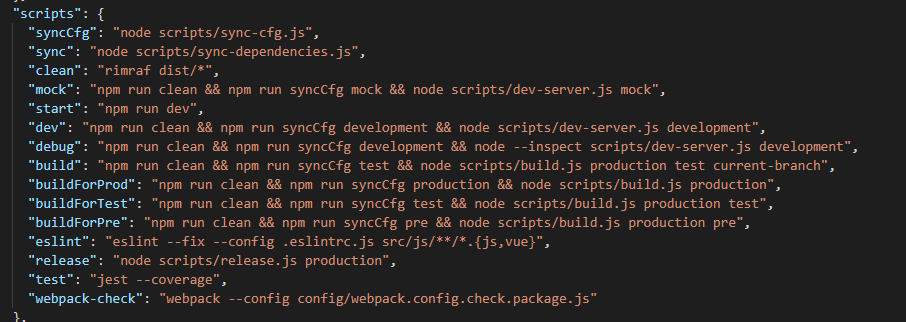 "scripts": {
"syncCfg": "node scripts/sync-cfg.js",
"sync": "node scripts/sync-dependencies.js",
"clean": "rimraf dist/*",
"mock": "npm run clean && npm run syncCfg mock && node scripts/dev-server.js mock",
"start": "npm run dev",
"dev": "npm run clean && npm run syncCfg development && node scripts/dev-server.js development",
"debug": "npm run clean && npm run syncCfg development && node --inspect scripts/dev-server.js development",
"build": "npm run clean && npm run syncCfg test && node scripts/build.js production test current-branch",
"buildForProd": "npm run clean && npm run syncCfg production && node scripts/build.js production",
"buildForTest": "npm run clean && npm run syncCfg test && node scripts/build.js production test",
"buildForPre": "npm run clean && npm run syncCfg pre && node scripts/build.js production pre",
"eslint": "eslint --fix --config .eslintrc.js src/js/**/*.{js,vue}",
"release": "node scripts/release.js production",
"test": "jest --coverage",
"webpack-check": "webpack --config config/webpack.config.check.package.js"
},